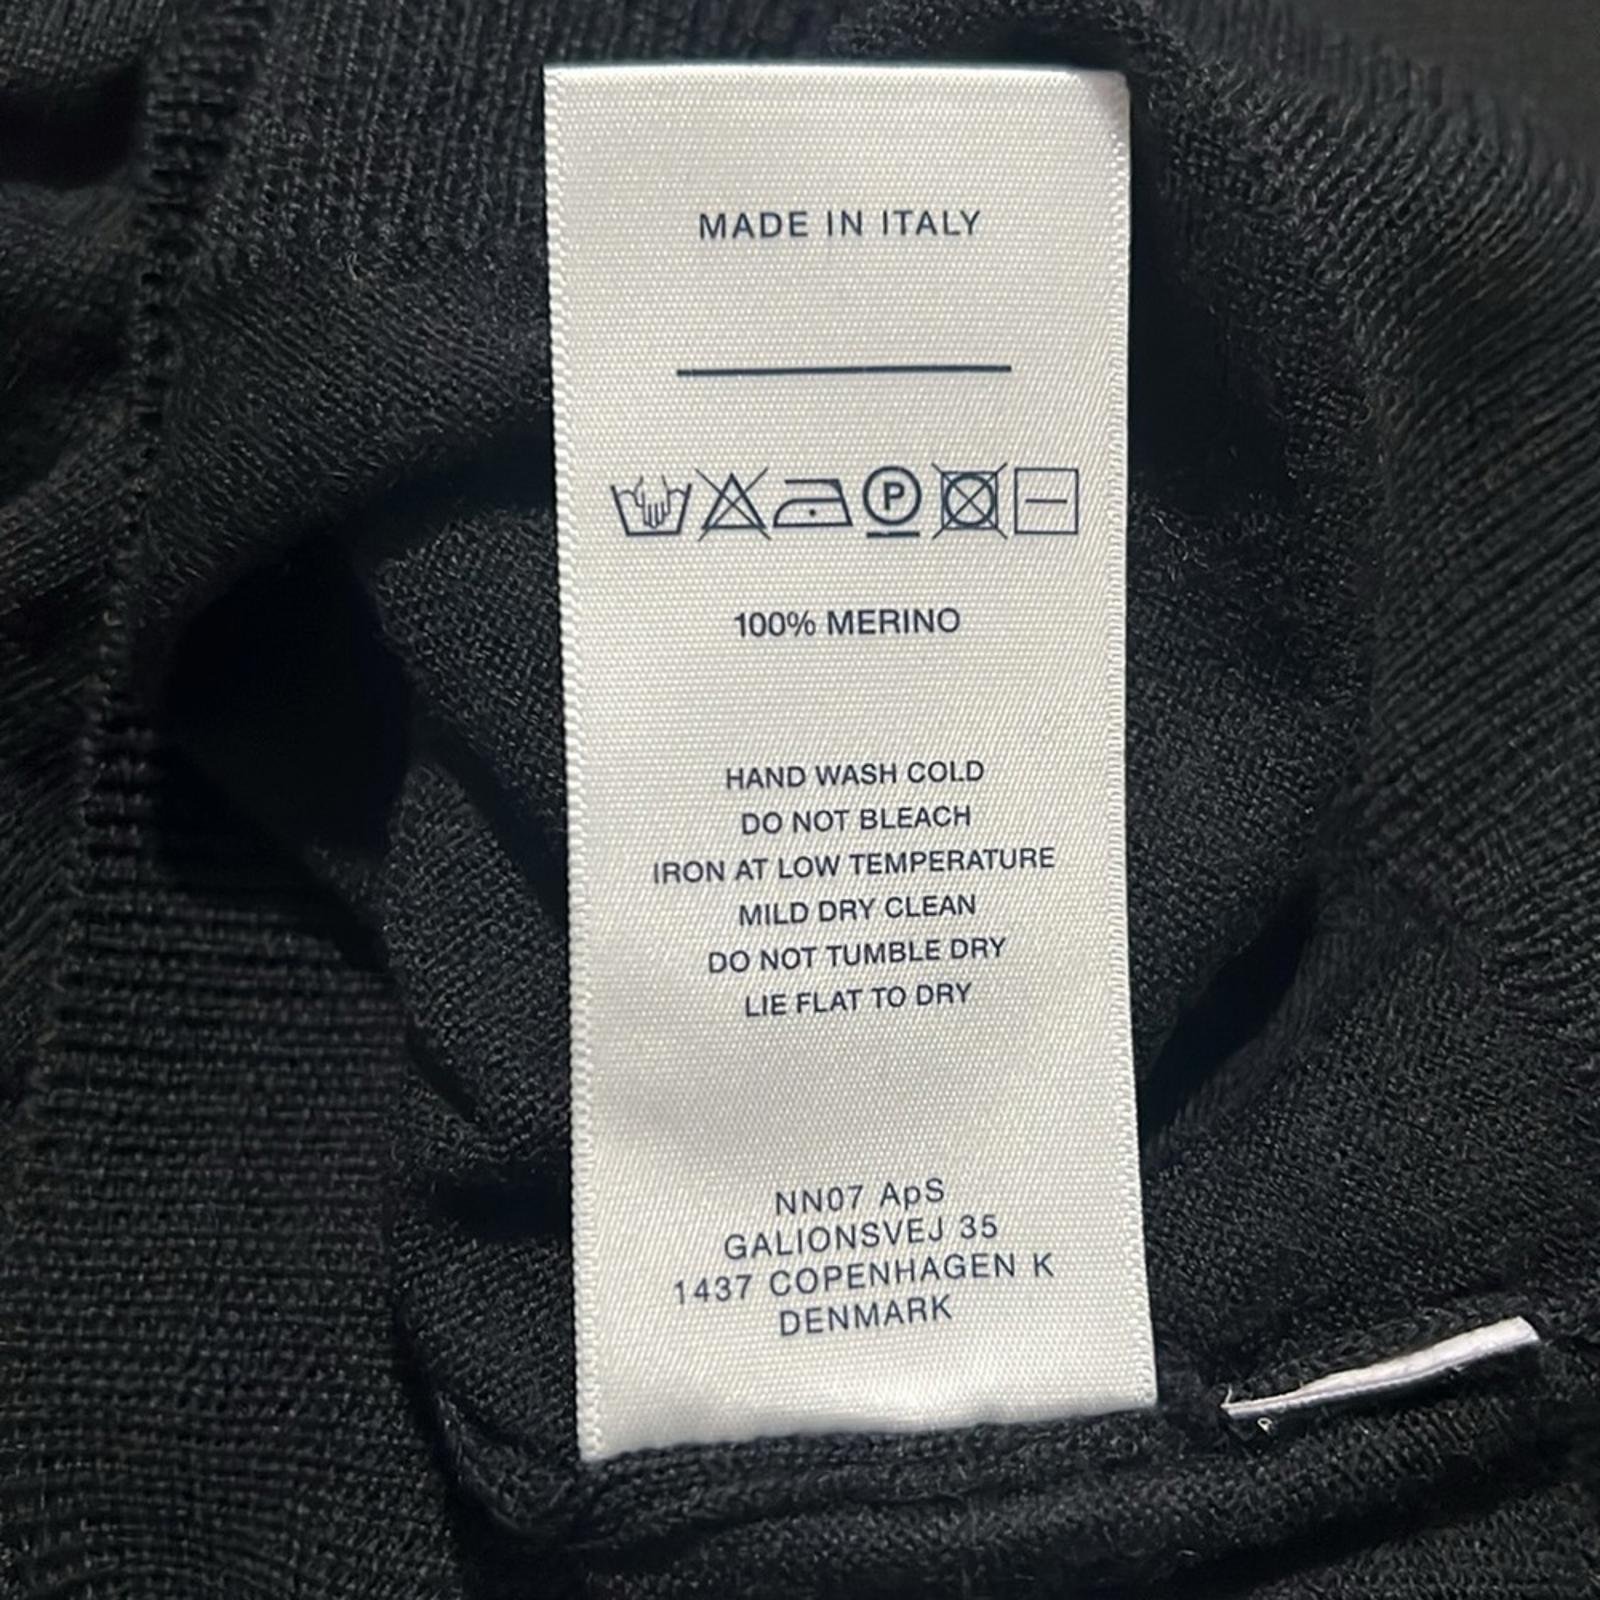 MADE IN ITALY
P
100% MERINO
HAND WASH COLD
DO NOT BLEACH
IRON AT LOW TEMPERATURE
MILD DRY CLEAN
DO NOT TUMBLE DRY
LIE FLAT TO DRY
NN07 ApS
GALIONSVEJ 35
1437 COPENHAGEN K
DENMARK